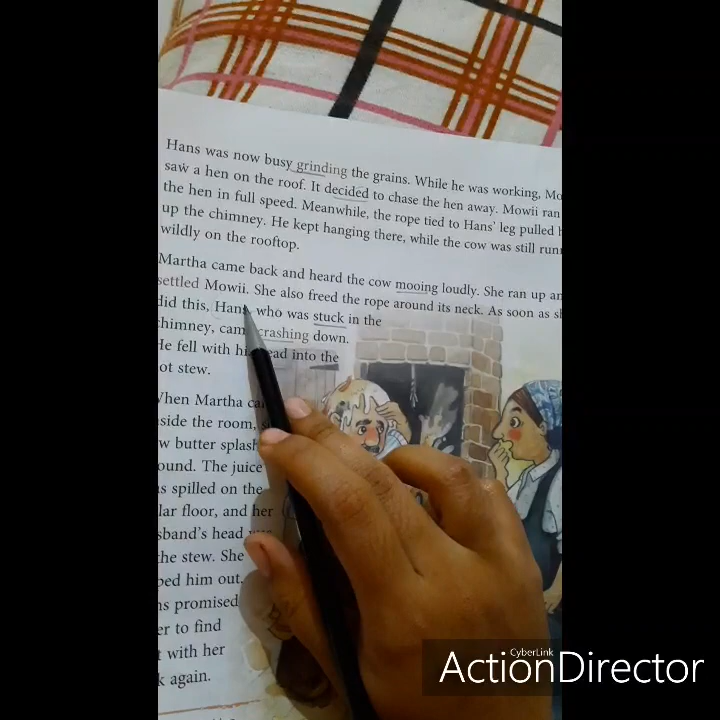 Hans was now busy grinding the grains. While he was working, Mo
saw a hen on the roof. It decided to chase the hen away. Mowii ran
the hen in full speed. Meanwhile, the rope tied to Hans' leg pulled h
up the chimney. He kept hanging there, while the cow was still runn
wildly on the rooftop.
Martha came back and heard the cow mooing loudly. She ran up an
settled Mowii. She also freed the rope around its neck. As soon as sh
did this, Hans who was stuck in the
chimney, came crashing down.
He fell with hi ead into the
ot stew.
When Martha ca
side the room, s
w butter splash
ound. The juice
as spilled on the
lar floor, and her
sband's head was
the stew. She
ped him out.
ns promised
er to find
t with her
k again.
CyberLink
ActionDirector